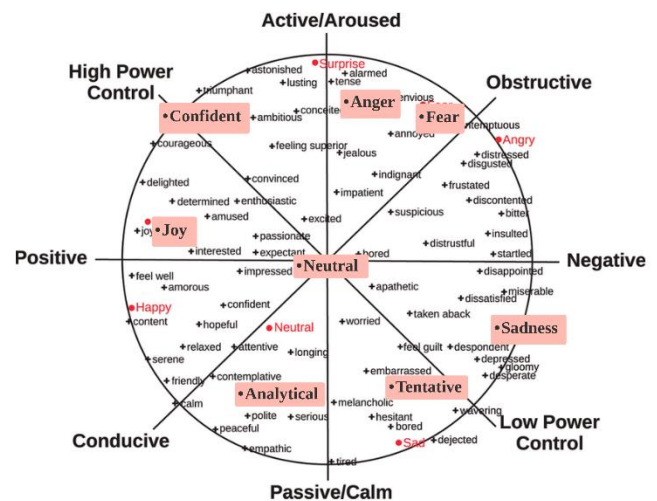 Active/Aroused
Surprise
astonished
alarmed
High Power
Control
lusting
tense
Obstructive
triumphant
conceite
Anger
envious
Confident
ambitious
Fear
temptuous
annoyed
Angry
courageous
feeling superior
jealous
distressed
disgusted
convinced
indignant
delighted
impatient
frustrated
determined
enthusiastic
discontented
amused
suspicious
bitter
excited
joy
Joy
passionate
insulted
distrustful
interested
expectant
bored
startled
Positive
Neutral
Negative
feel well
impressed
disappointed
amorous
apathetic
miserable
dissatisfied
Happy
confident
taken aback
content
hopeful
Neutral
worried
Sadness
relaxed
attentive
longing
feel guilt
despondent
serene
depressed
gloomy
friendly
contemplative
embarrassed
desperate
Analytical
Tentative
calm
melancholic
wavering
polite
serious
hesitant
Low Power
Control
peaceful
bored
Conducive
empathic
Sad
dejected
tired
Passive/Calm